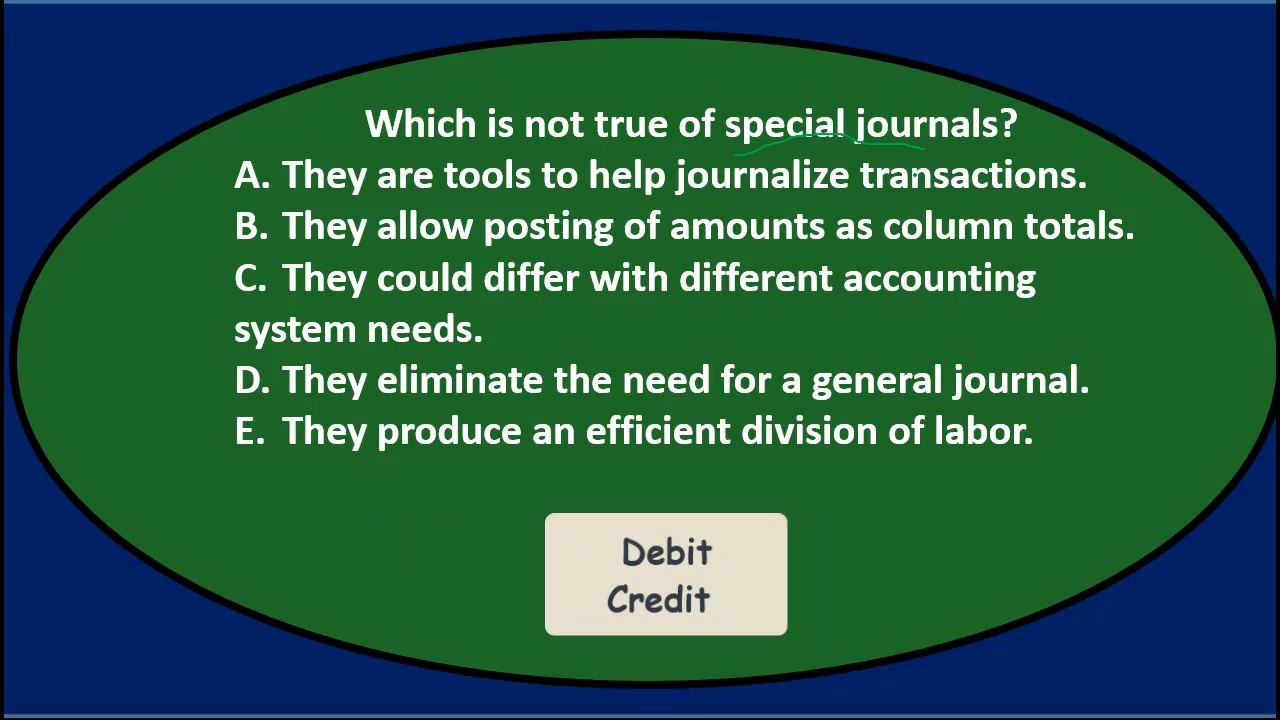 Which is not true of special journals?
A. They are tools to help journalize transactions.
B. They allow posting of amounts as column totals.
C. They could differ with different accounting
system needs.
D. They eliminate the need for a general journal.
E. They produce an efficient division of labor.
Debit
Credit